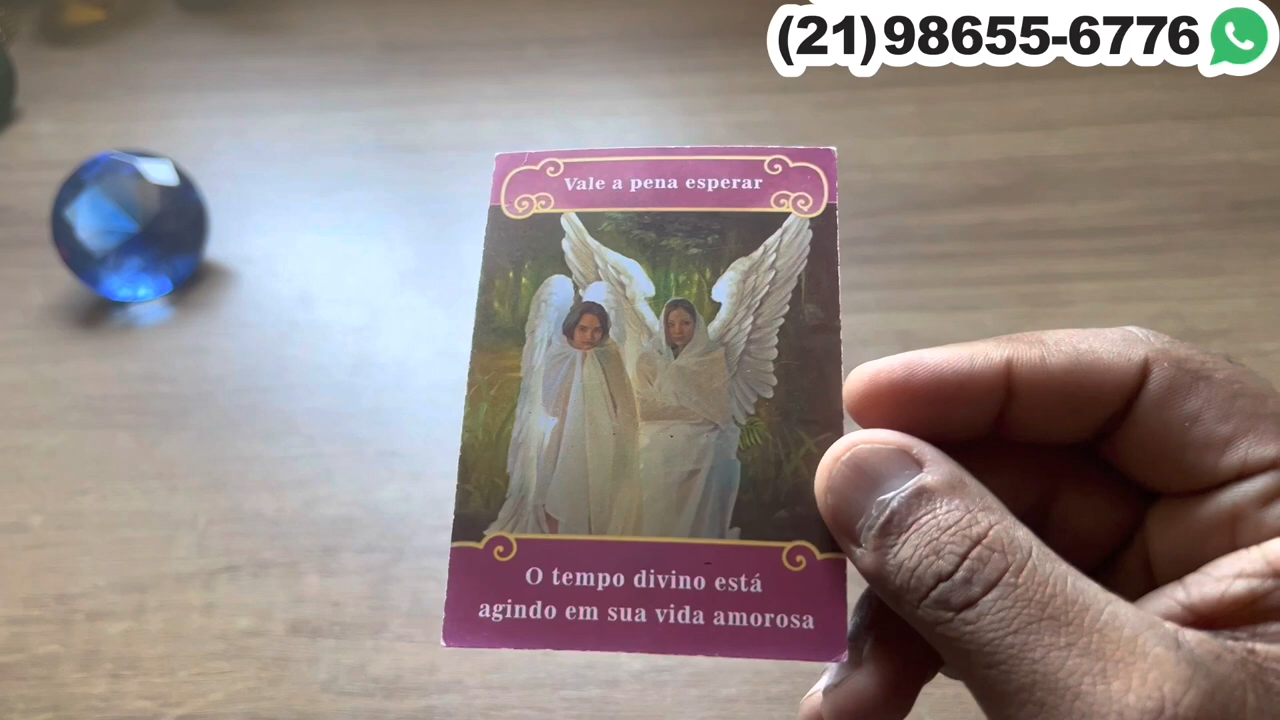 (21)98655-6776
Vale a pena esperar
O tempo divino está
agindo em sua vida amorosa